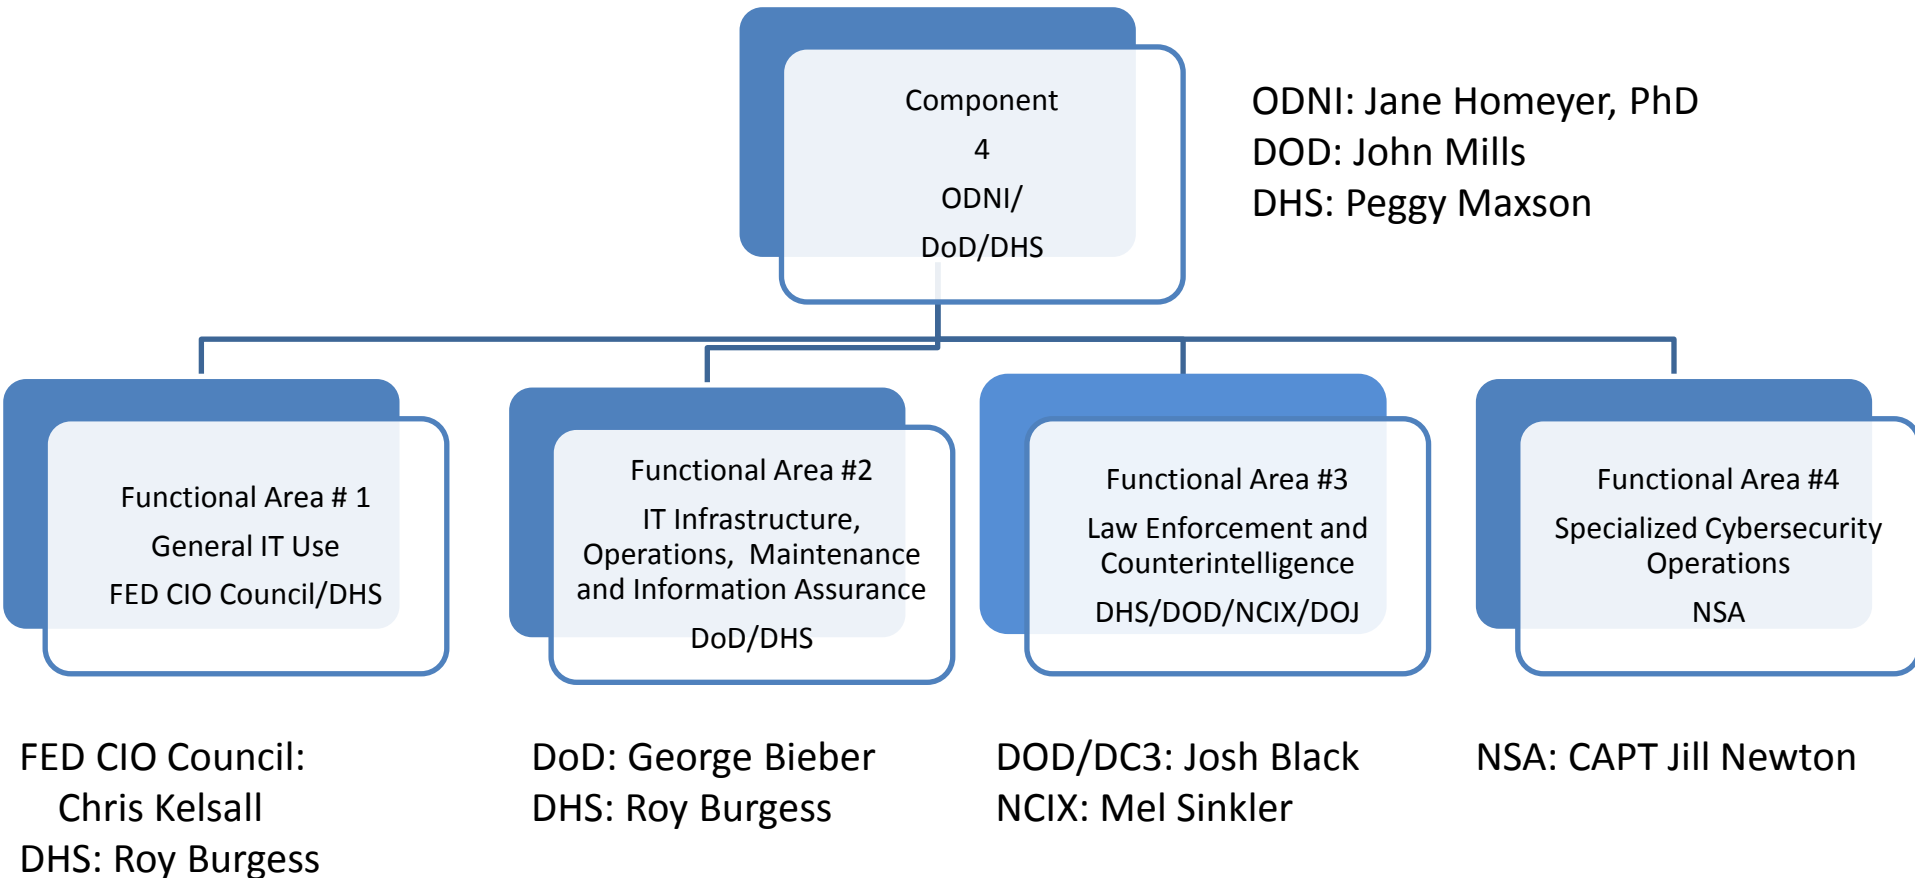 Component
4
ODNI/
DoD/DHS
ODNI: Jane Homeyer, PhD
DOD: John Mills
DHS: Peggy Maxson
Functional Area # 1
General IT Use
FED CIO Council/DHS
Functional Area #2
IT Infrastructure,
Operations, Maintenance
and Information Assurance
DoD/DHS
Functional Area #3
Law Enforcement and
Counterintelligence
DHS/DOD/NCIX/DOJ
Functional Area #4
Specialized Cybersecurity
Operations
NSA
FED CIO Council:
Chris Kelsall
DHS: Roy Burgess
DoD: George Bieber
DHS: Roy Burgess
DOD/DC3: Josh Black
NCIX: Mel Sinkler
NSA: CAPT Jill Newton